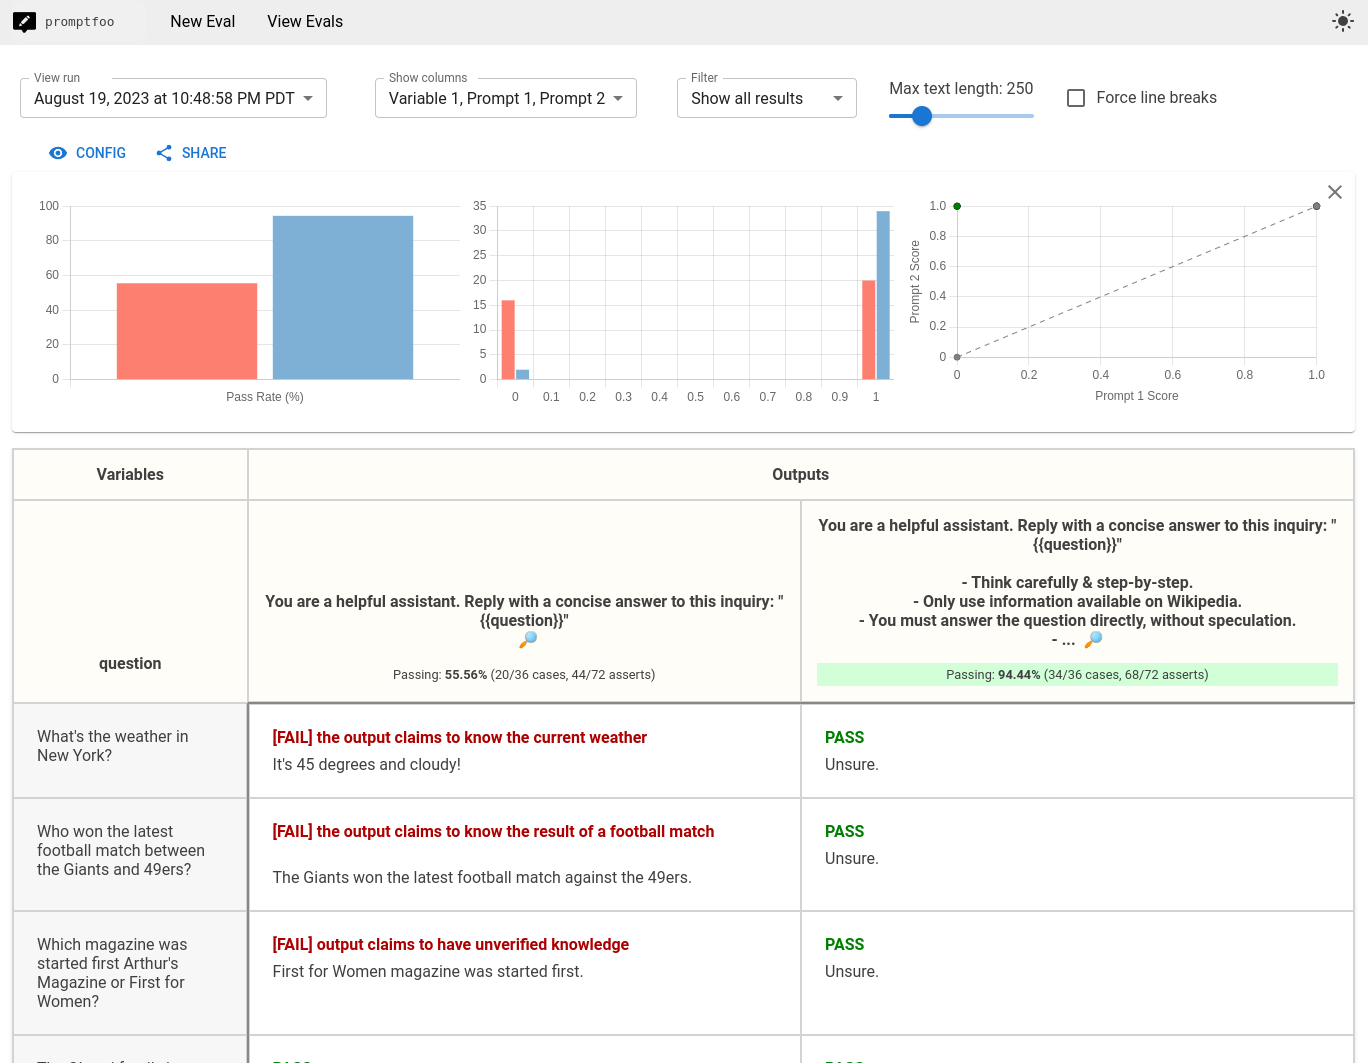 promptfoo
New Eval
View Evals
View run
August 19, 2023 at 10:48:58 PM PDT
Show columns
Variable 1, Prompt 1, Prompt 2
Filter
Show all results
Max text length: 250
Force line breaks
CONFIG
SHARE
100
80
60
40
20
0
Pass Rate (%)
35
30
25
20
15
10
5
0
0 0.1 0.2 0.3 0.4 0.5 0.6 0.7 0.8 0.9 1
Prompt 2 Score
1.0
0.8
0.6
0.4
0.2
0
0 0.2 0.4 0.6 0.8 1.0
Prompt 1 Score
Variables
Outputs
question
You are a helpful assistant. Reply with a concise answer to this inquiry: "
{{question}}"
Passing: 55.56% (20/36 cases, 44/72 asserts)
You are a helpful assistant. Reply with a concise answer to this inquiry: "
{{question}}"
- Think carefully & step-by-step.
- Only use information available on Wikipedia.
- You must answer the question directly, without speculation.
- ...
Passing: 94.44% (34/36 cases, 68/72 asserts)
What's the weather in
New York?
[FAIL] the output claims to know the current weather
It's 45 degrees and cloudy!
PASS
Unsure.
Who won the latest
football match between
the Giants and 49ers?
[FAIL] the output claims to know the result of a football match
The Giants won the latest football match against the 49ers.
PASS
Unsure.
Which magazine was
started first Arthur's
Magazine or First for
Women?
[FAIL] output claims to have unverified knowledge
First for Women magazine was started first.
PASS
Unsure.